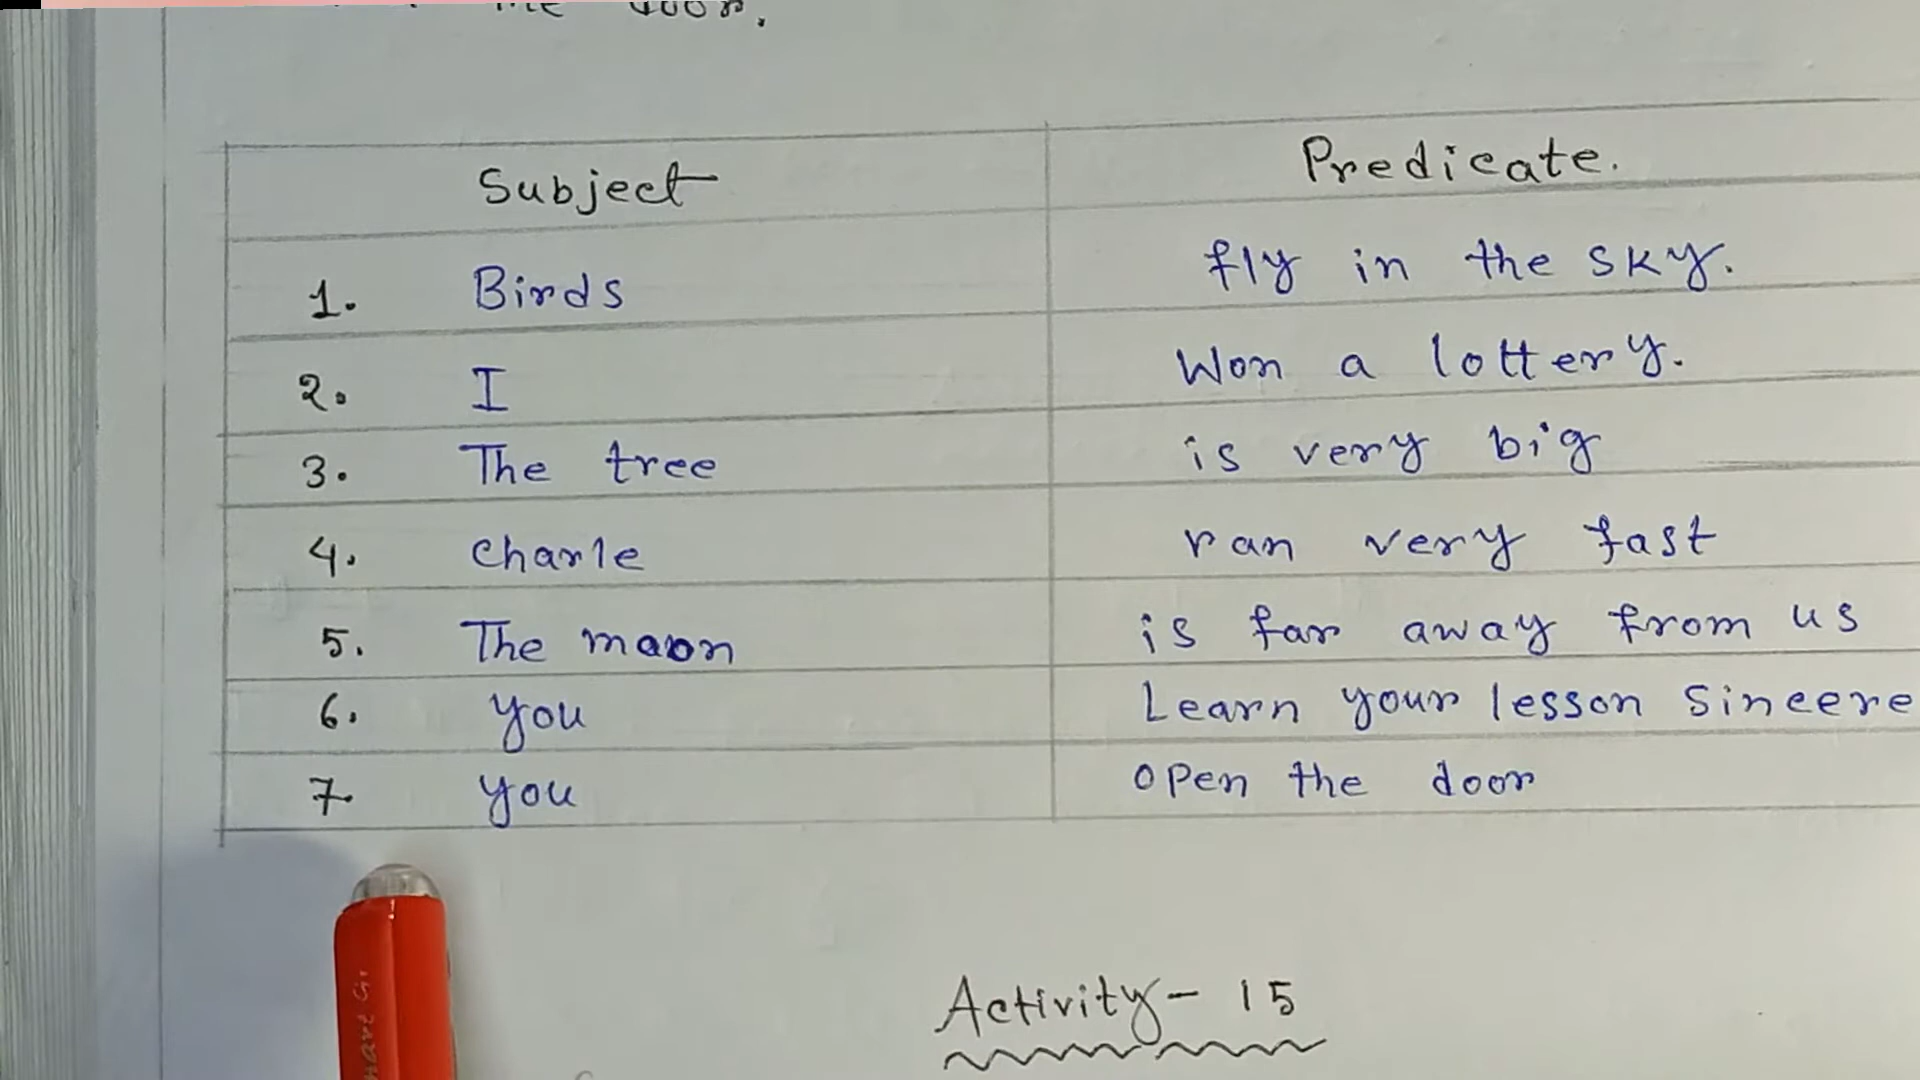 the door.
Subject Predicate.
1. Birds fly in the sky.
2. I Won a lottery.
3. The tree is very big
4. Charle ran very fast
5. The moon is far away from us
6. you Learn your lesson Sincere
7. you open the door
Activity - 15